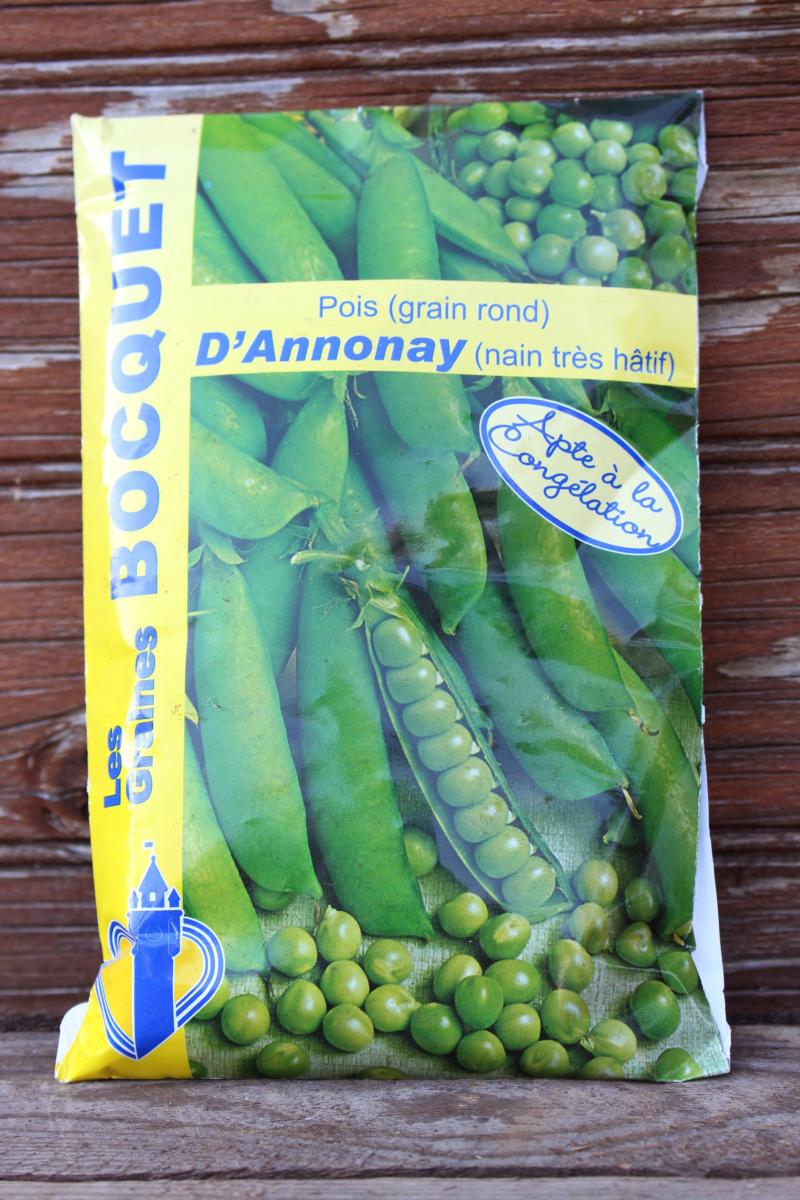 Les
Graines
BOCQUET
Pois (grain rond)
D'Annonay (nain très hâtif)
Apte à la
Congélation